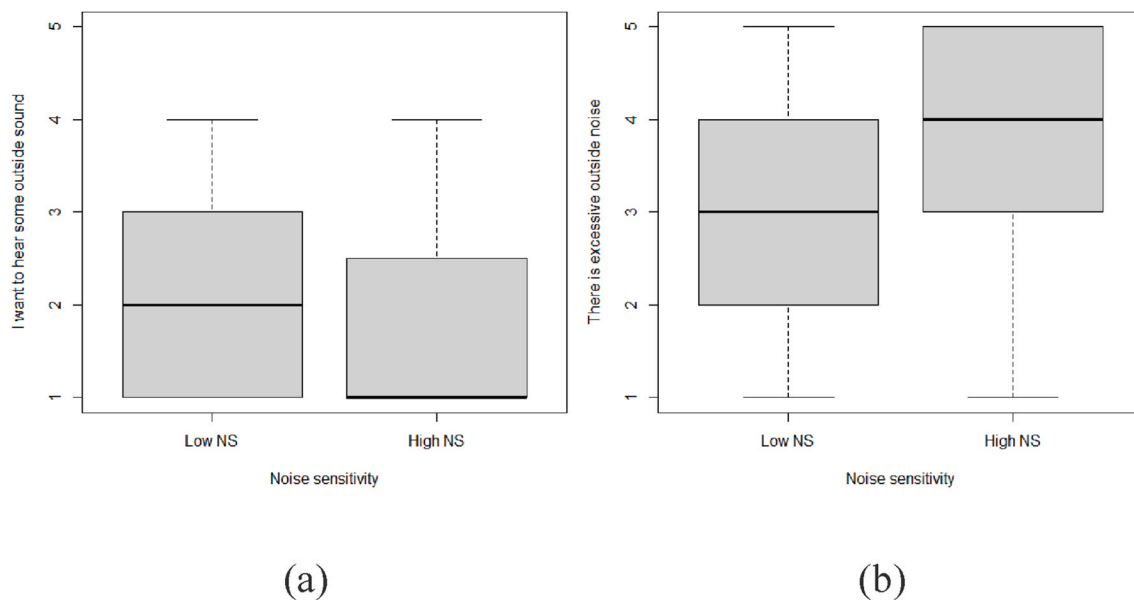 I want to hear some outside sound
5
4
3
2
1
Low NS
High NS
Noise sensitivity
(a)
There is excessive outside noise
5
4
3
2
1
Low NS
High NS
Noise sensitivity
(b)